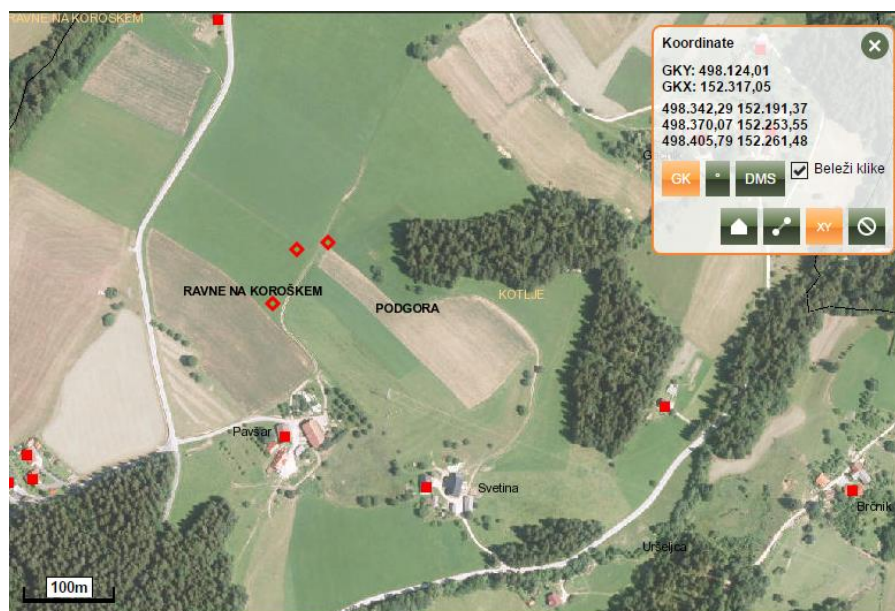 RAVNE NA KOROŠKEM
Koordinate
GKY: 498.124,01
GKX: 152.317,05
498.342,29 152.191,37
498.370,07 152.253,55
498.405,79 152.261,48
GK
°
DMS
Beleži klike
XY
RAVNE NA KOROŠKEM
KOTLJE
PODGORA
Pavšar
Svetina
Brčnik
Uršeljca
100m